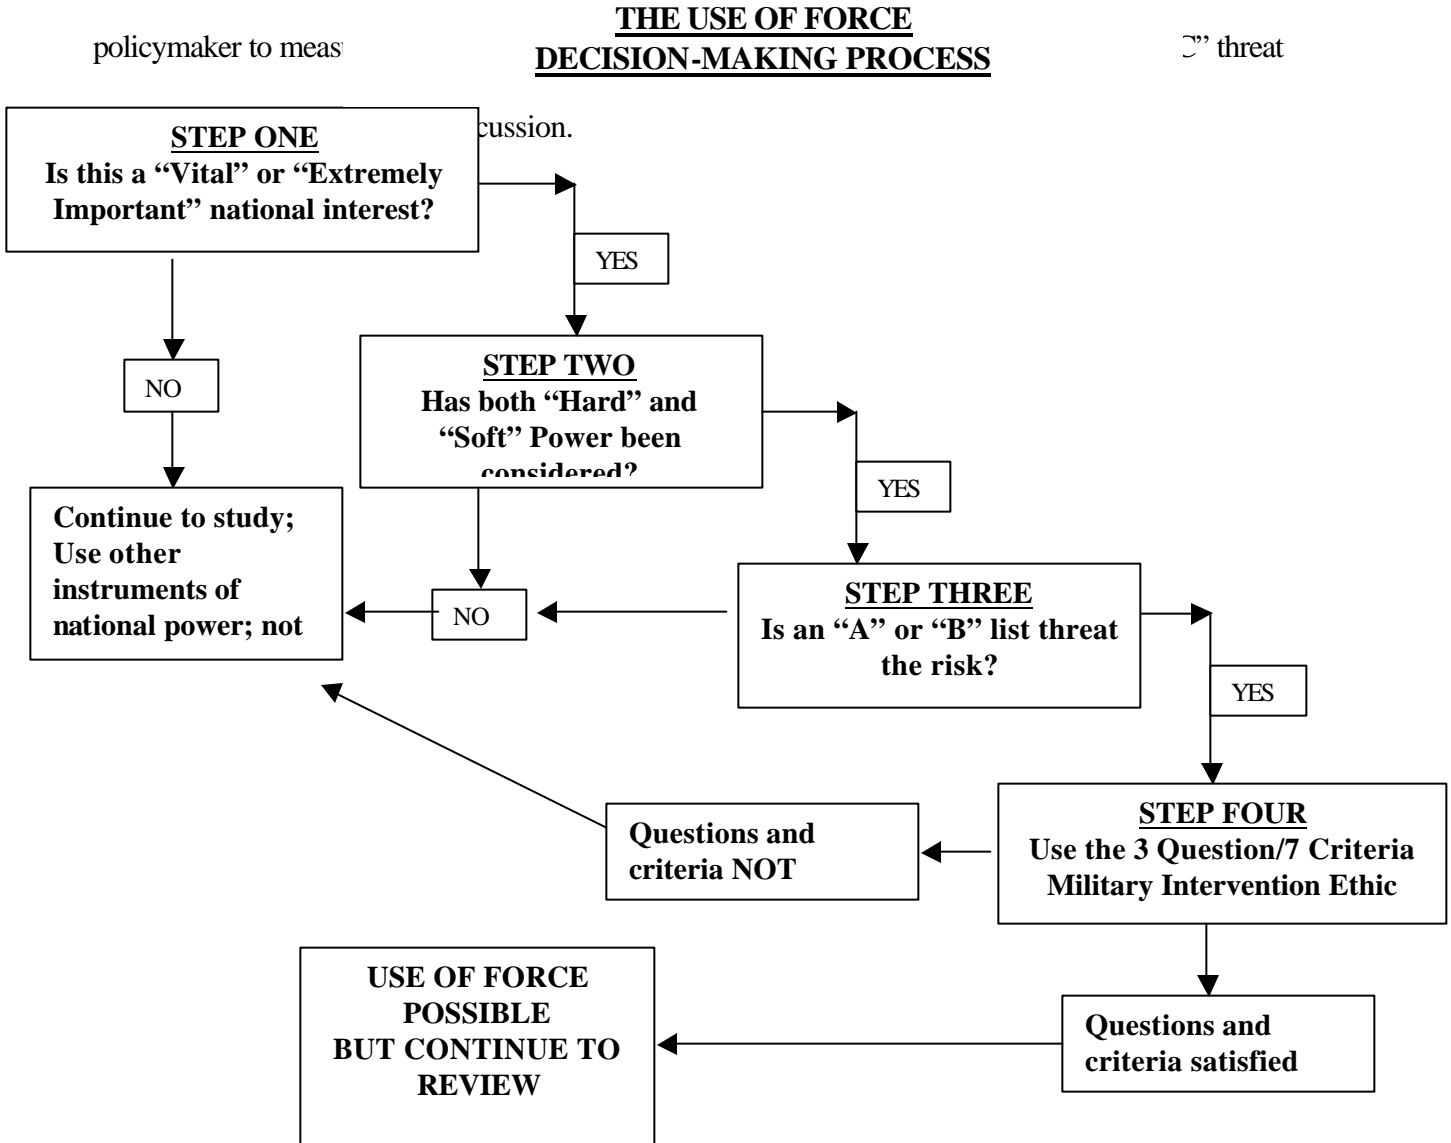 THE USE OF FORCE
DECISION-MAKING PROCESS
policymaker to meas
C” threat
cussion.
STEP ONE
Is this a “Vital” or “Extremely
Important” national interest?
YES
NO
STEP TWO
Has both “Hard” and
“Soft” Power been
considered?
YES
Continue to study;
Use other
instruments of
national power; not
NO
STEP THREE
Is an “A” or “B” list threat
the risk?
YES
STEP FOUR
Use the 3 Question/7 Criteria
Military Intervention Ethic
Questions and
criteria NOT
USE OF FORCE
POSSIBLE
BUT CONTINUE TO
REVIEW
Questions and
criteria satisfied